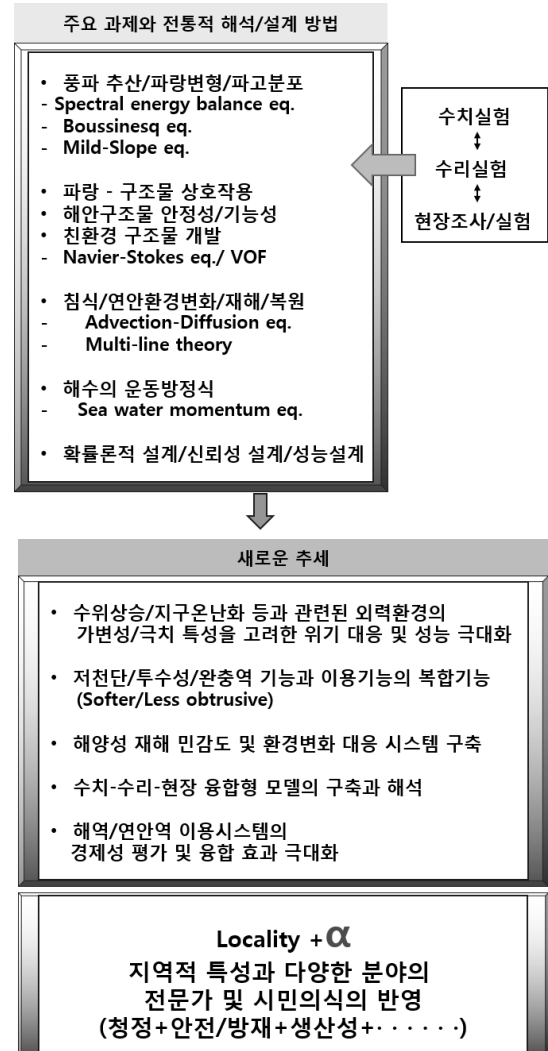 주요 과제와 전통적 해석/설계 방법
• 풍파 추산/파랑변형/파고분포
- Spectral energy balance eq.
- Boussinesq eq.
- Mild-Slope eq.
• 파랑 - 구조물 상호작용
• 해안구조물 안정성/기능성
• 친환경 구조물 개발
- Navier-Stokes eq./ VOF
• 침식/연안환경변화/재해/복원
- Advection-Diffusion eq.
- Multi-line theory
• 해수의 운동방정식
- Sea water momentum eq.
• 확률론적 설계/신뢰성 설계/성능설계
수치실험
↕
수리실험
↕
현장조사/실험
새로운 추세
• 수위상승/지구온난화 등과 관련된 외력환경의
가변성/극치 특성을 고려한 위기 대응 및 성능 극대화
• 저천단/투수성/완충역 기능과 이용기능의 복합기능
(Softer/Less obtrusive)
• 해양성 재해 민감도 및 환경변화 대응 시스템 구축
• 수치-수리-현장 융합형 모델의 구축과 해석
• 해역/연안역 이용시스템의
경제성 평가 및 융합 효과 극대화
Locality +α
지역적 특성과 다양한 분야의
전문가 및 시민의식의 반영
(청정+안전/방재+생산성+· · · · · ·)